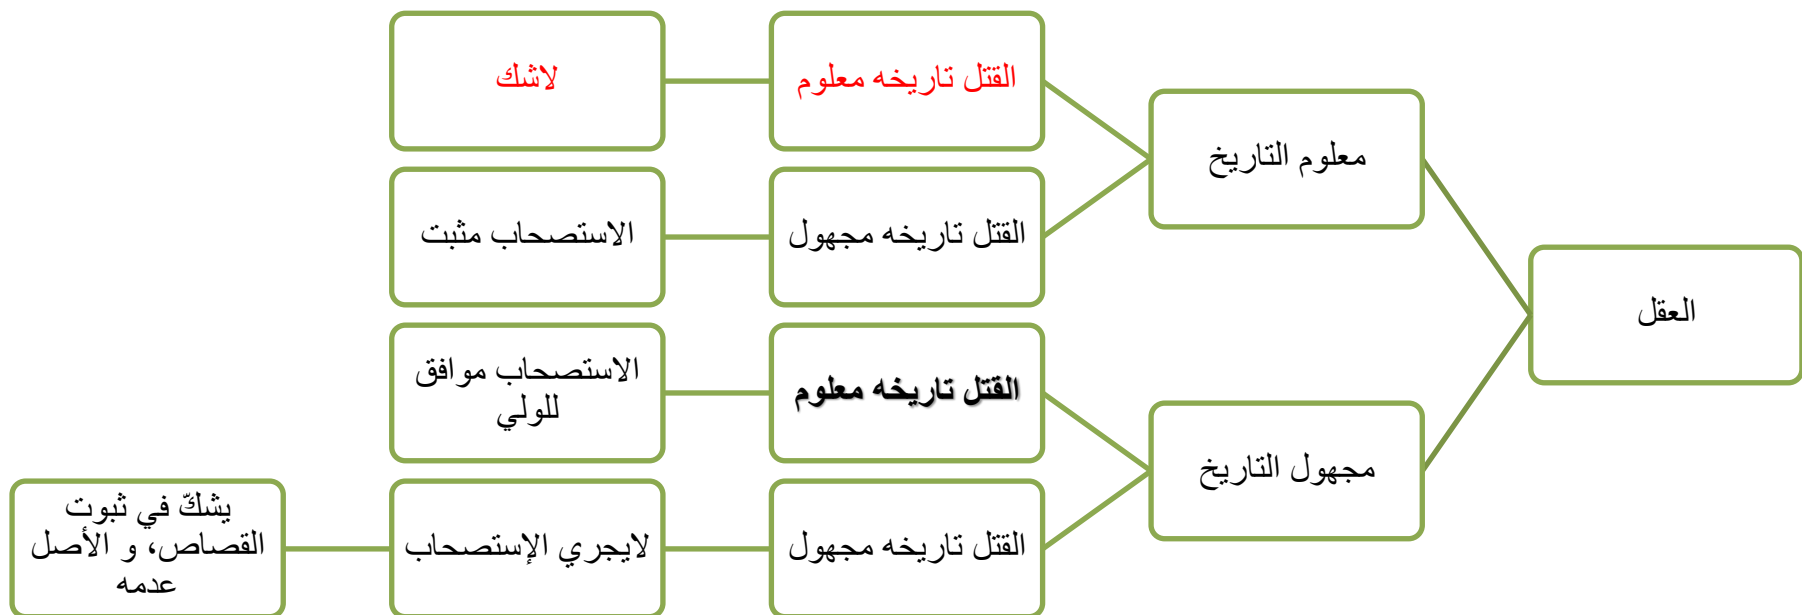 العقل
معلوم التاريخ
القتل تاريخه معلوم
لاشك
القتل تاريخه مجهول
الاستصحاب مثبت
مجهول التاريخ
القتل تاريخه معلوم
الاستصحاب موافق
للولي
القتل تاريخه مجهول
لايجري الإستصحاب
يشكّ في ثبوت
القصاص، و الأصل
عدمه